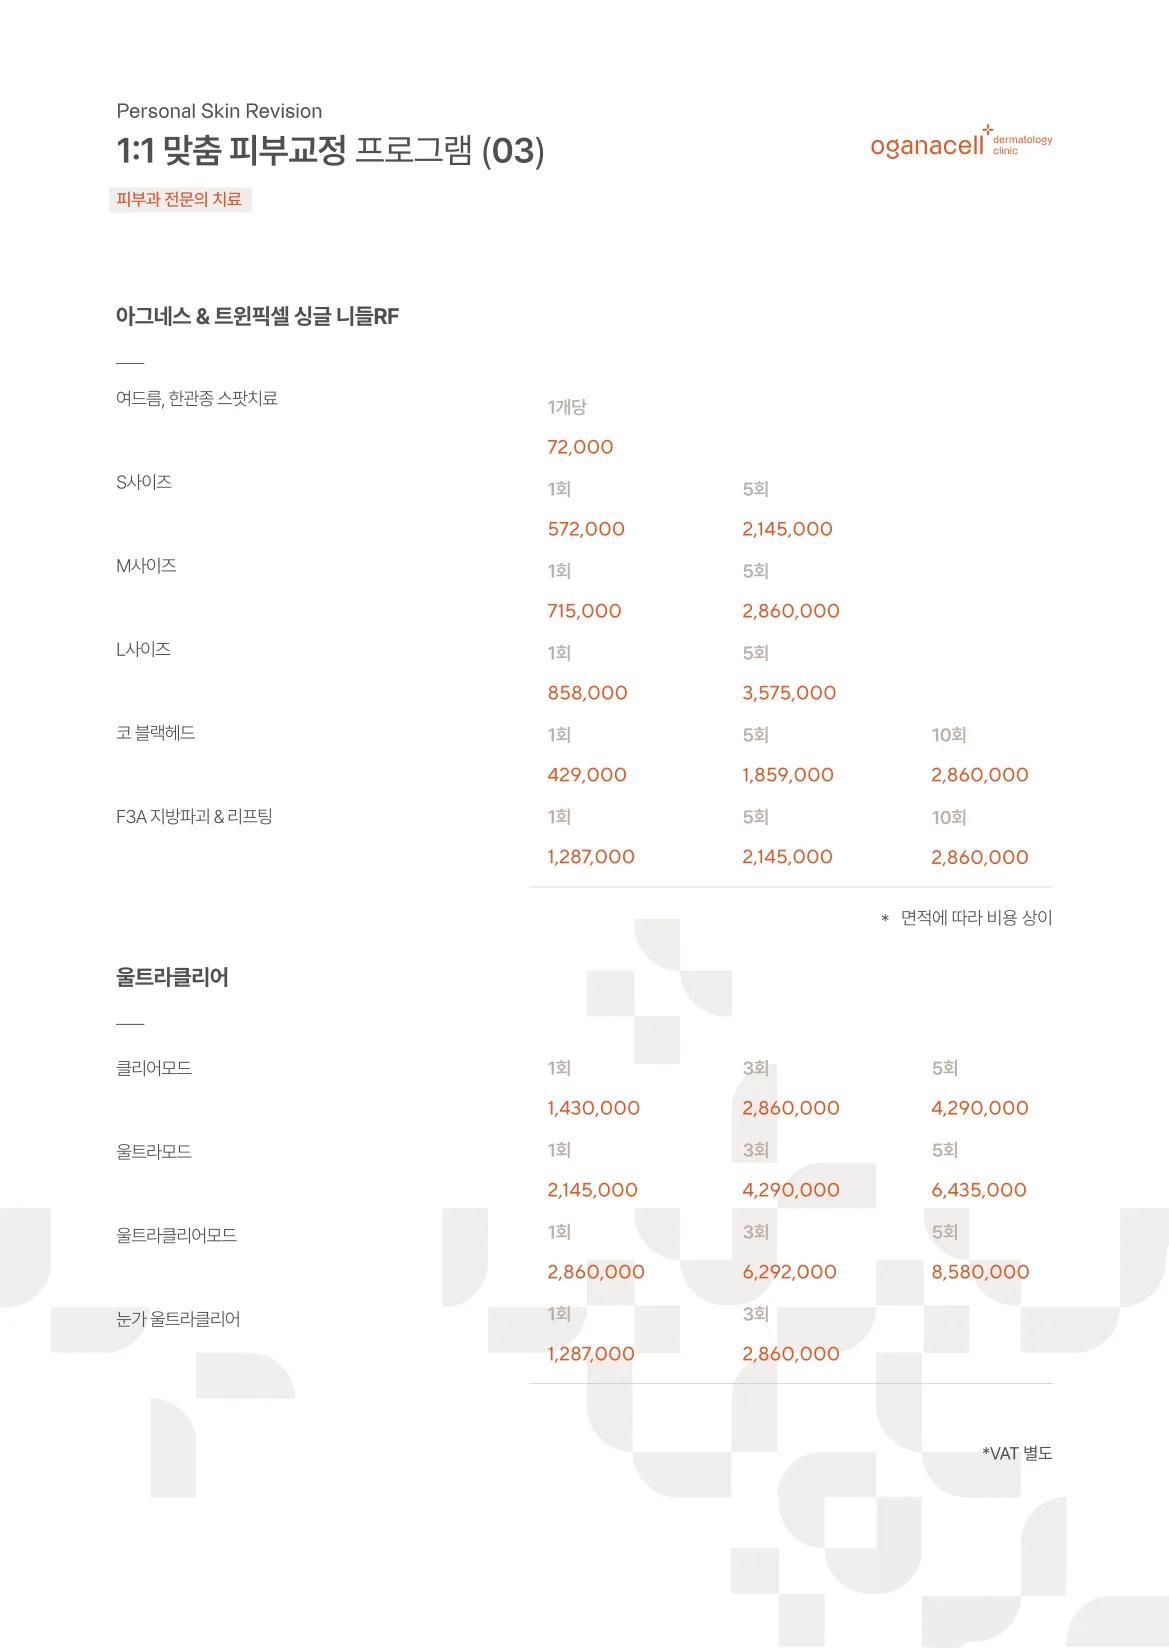 Personal Skin Revision
1:1 맞춤 피부교정 프로그램 (03)
oganacell dermatology clinic
피부과 전문의 치료
아그네스 & 트윈픽셀 싱글 니들RF
여드름, 한관종 스팟치료
1개당
72,000
S사이즈
1회 5회
572,000 2,145,000
M사이즈
1회 5회
715,000 2,860,000
L사이즈
1회 5회
858,000 3,575,000
코 블랙헤드
1회 5회 10회
429,000 1,859,000 2,860,000
F3A 지방파괴 & 리프팅
1회 5회 10회
1,287,000 2,145,000 2,860,000
* 면적에 따라 비용 상이
울트라클리어
클리어모드
1회 3회 5회
1,430,000 2,860,000 4,290,000
울트라모드
1회 3회 5회
2,145,000 4,290,000 6,435,000
울트라클리어모드
1회 3회 5회
2,860,000 6,292,000 8,580,000
눈가 울트라클리어
1회 3회
1,287,000 2,860,000
*VAT 별도